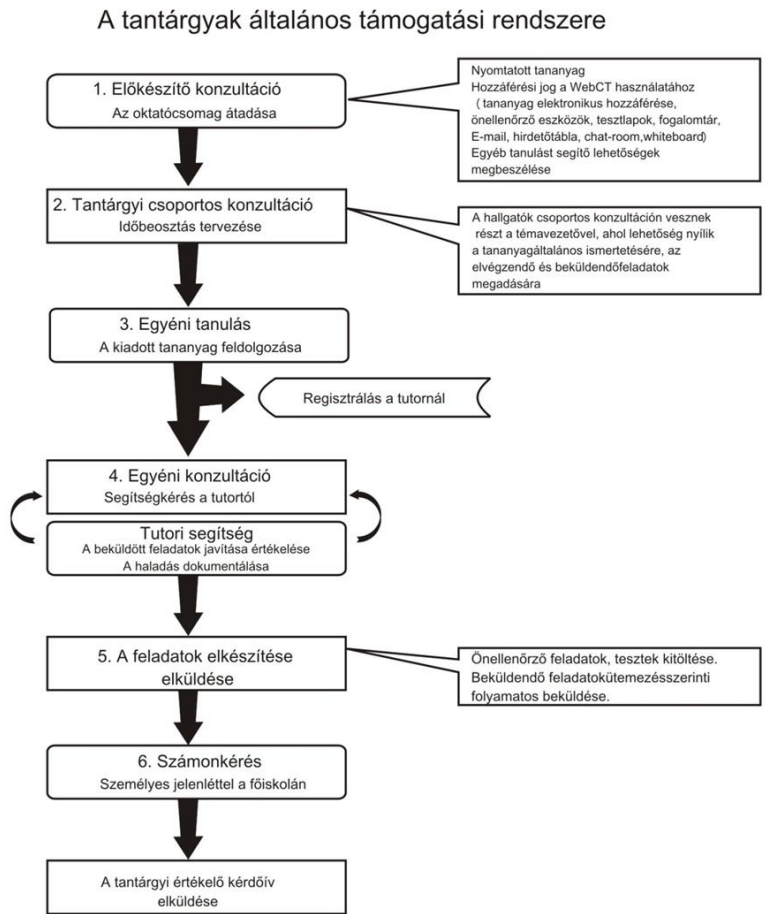 A tantárgyak általános támogatási rendszere
1. Előkészítő konzultáció
Az oktatócsomag átadása
Nyomtatott tananyag
Hozzáférési jog a WebCT használatához
( tananyag elektronikus hozzáférése,
önellenőrző eszközök, tesztlapok, fogalomtár,
E-mail, hirdetőtábla, chat-room,whiteboard)
Egyéb tanulást segítő lehetőségek
megbeszélése
2. Tantárgyi csoportos konzultáció
Időbeosztás tervezése
A hallgatók csoportos konzultáción vesznek
részt a témavezetővel, ahol lehetőség nyílik
a tananyagáltalános ismertetésére, az
elvégzendő és beküldendőfeladatok
megadására
3. Egyéni tanulás
A kiadott tananyag feldolgozása
Regisztrálás a tutornál
4. Egyéni konzultáció
Segítségkérés a tutortól
Tutori segítség
A beküldött feladatok javítása értékelése
A haladás dokumentálása
5. A feladatok elkészítése
elküldése
Önellenőrző feladatok, tesztek kitöltése.
Beküldendő feladatokütemezésszerinti
folyamatos beküldése.
6. Számonkérés
Személyes jelenléttel a főiskolán
A tantárgyi értékelő kérdőív
elküldése